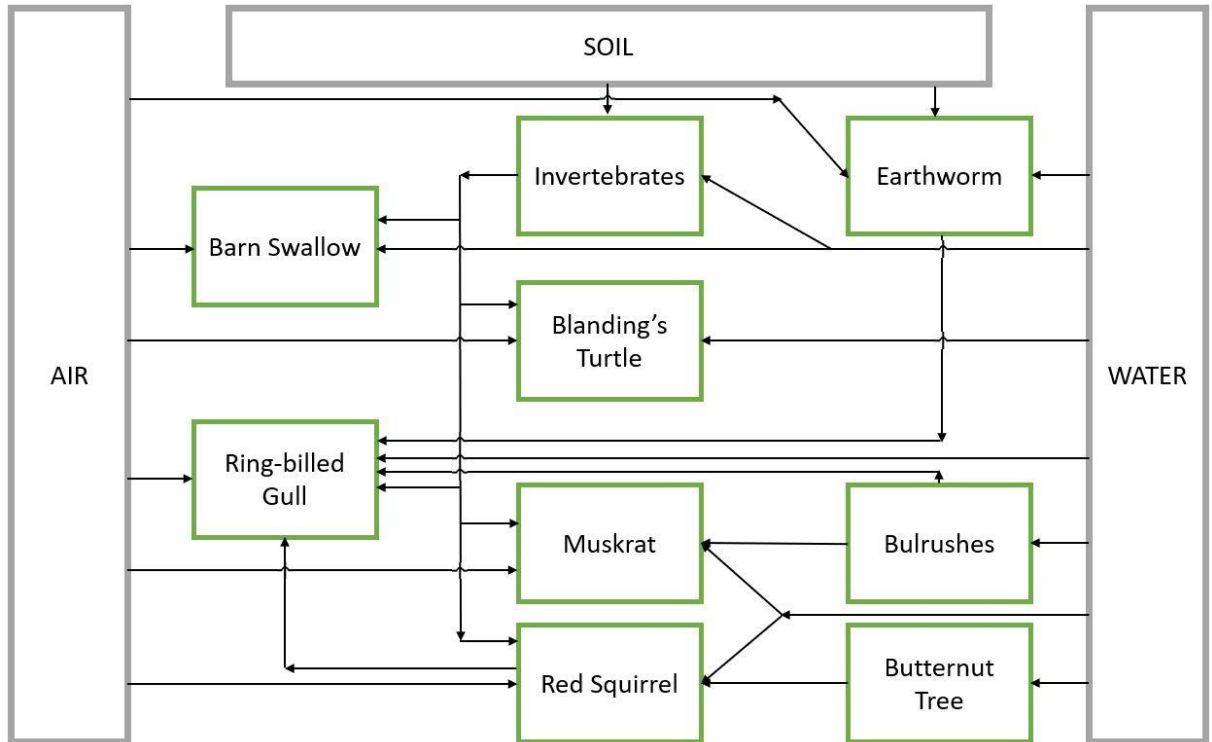 SOIL
Invertebrates
Earthworm
Barn Swallow
Blanding’s
Turtle
AIR
WATER
Ring-billed
Gull
Muskrat
Bulrushes
Red Squirrel
Butternut
Tree